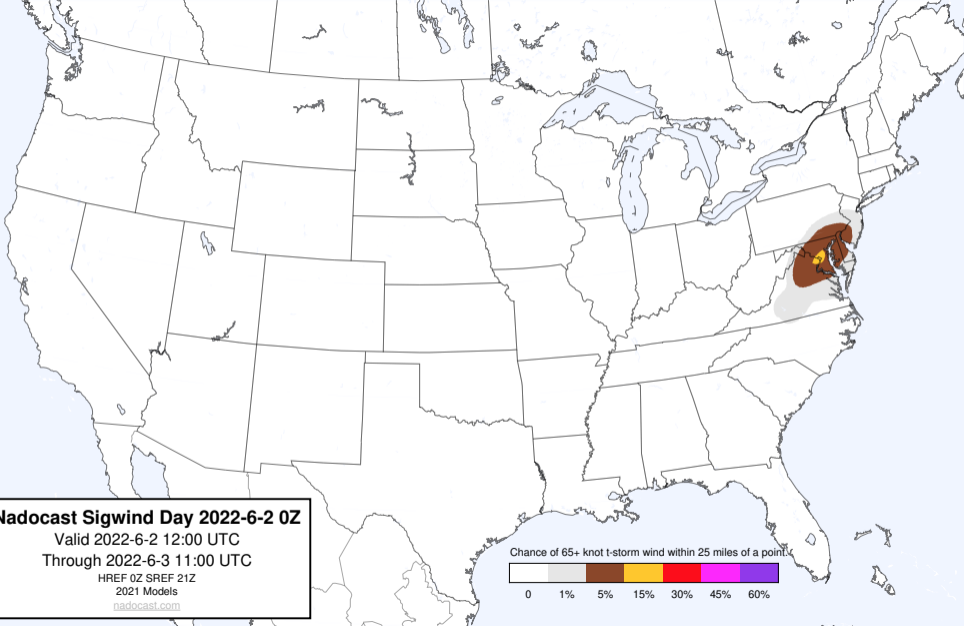 Nadocast Sigwind Day 2022-6-2 0Z
Valid 2022-6-2 12:00 UTC
Through 2022-6-3 11:00 UTC
HREF 0Z SREF 21Z
2021 Models
nadocast.com
Chance of 65+ knot t-storm wind within 25 miles of a point.
0 1% 5% 15% 30% 45% 60%